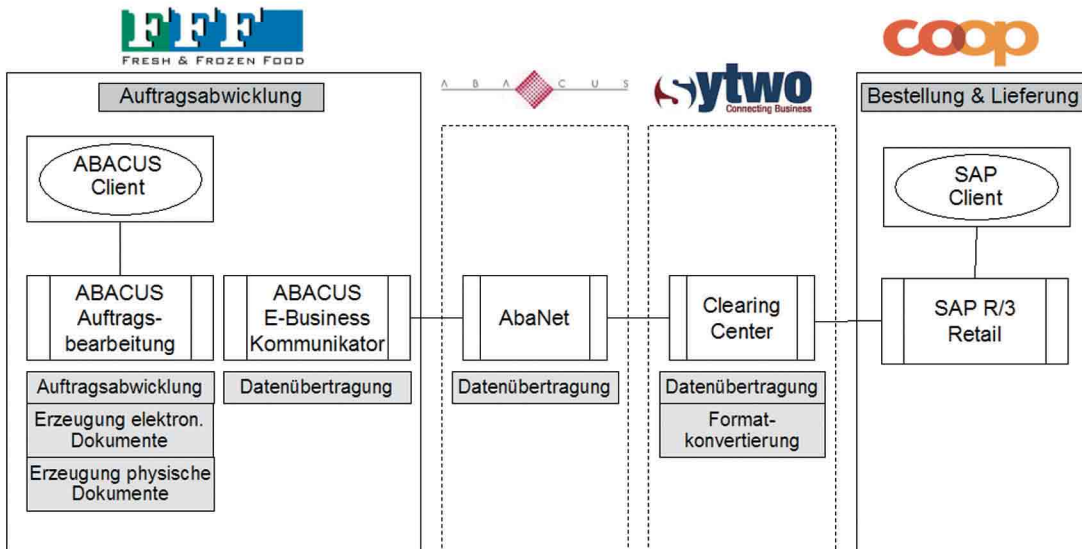 FFF
FRESH & FROZEN FOOD
ABACUS
sytwo
Connecting Business
coop
Auftragsabwicklung
Bestellung & Lieferung
ABACUS
Client
SAP
Client
ABACUS
Auftrags-
bearbeitung
ABACUS
E-Business
Kommunikator
AbaNet
Clearing
Center
SAP R/3
Retail
Auftragsabwicklung
Erzeugung elektron.
Dokumente
Erzeugung physische
Dokumente
Datenübertragung
Datenübertragung
Datenübertragung
Format-
konvertierung